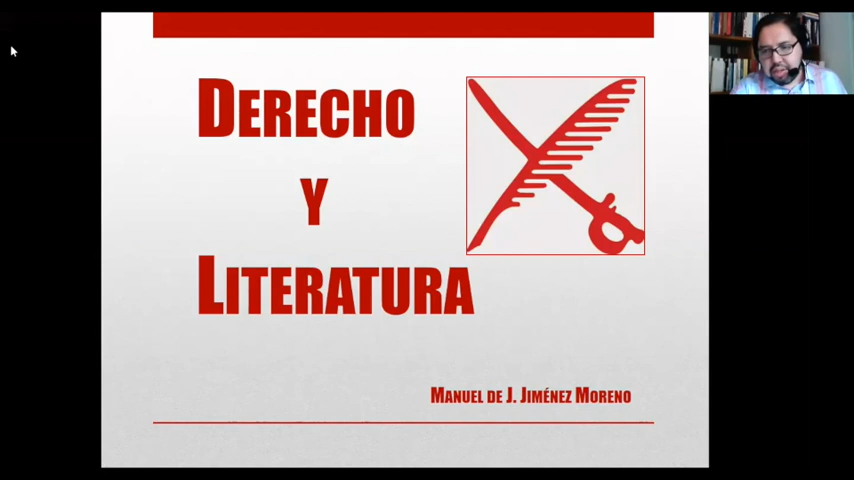 DERECHO
Y
LITERATURA
MANUEL DE J. JIMÉNEZ MORENO